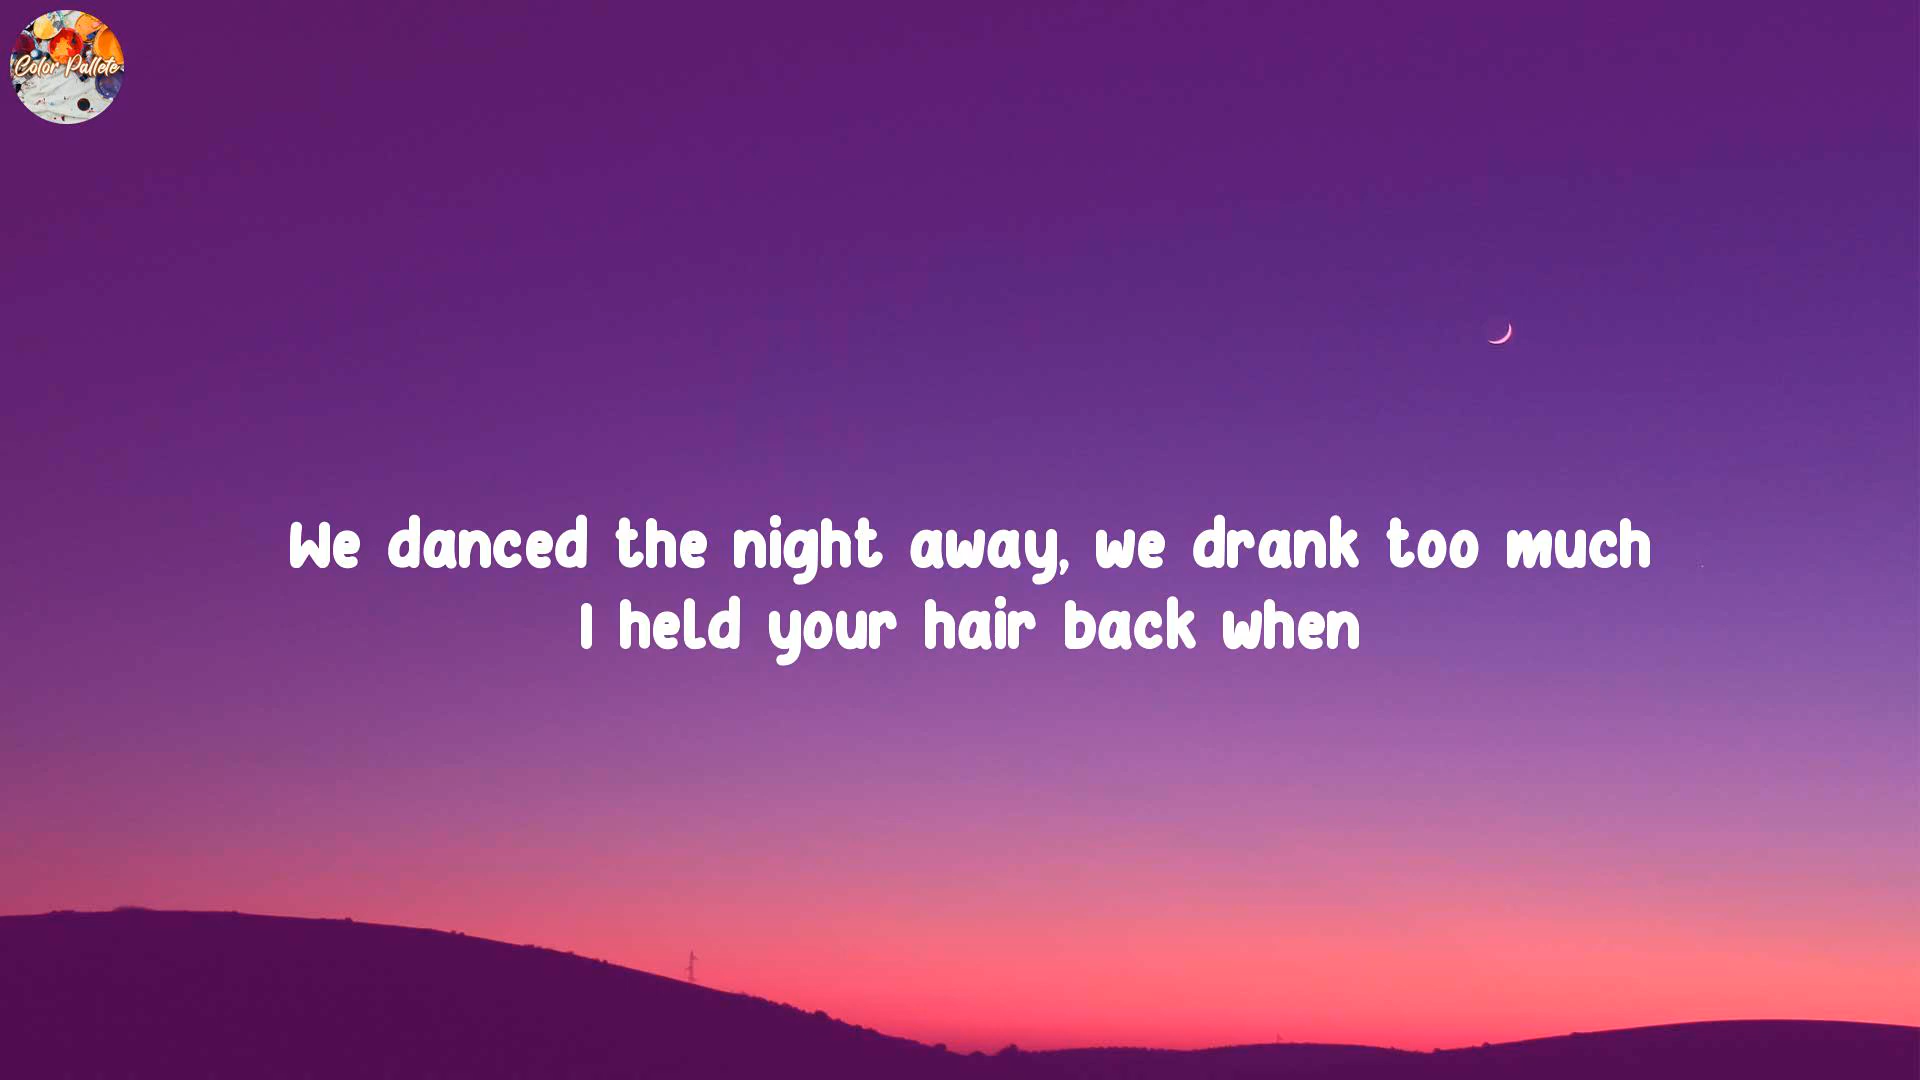 Color Pallete
We danced the night away, we drank too much
I held your hair back when